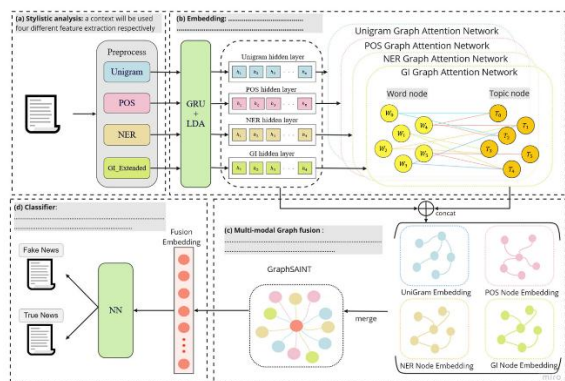 (a) Stylistic analysis: a context will be used
four different feature extraction respectively
Preprocess
Unigram
POS
NER
GI_Extended
(b) Embedding:
GRU
+
LDA
Unigram hidden layer
POS hidden layer
NER hidden layer
GI hidden layer
Unigram Graph Attention Network
POS Graph Attention Network
NER Graph Attention Network
GI Graph Attention Network
Word node
Topic node
concat
(c) Multi-modal Graph fusion :
GraphSAINT
merge
UniGram Embedding
POS Node Embedding
NER Node Embedding
GI Node Embedding
(d) Classifier:
Fusion
Embedding
NN
Fake News
True News
miro